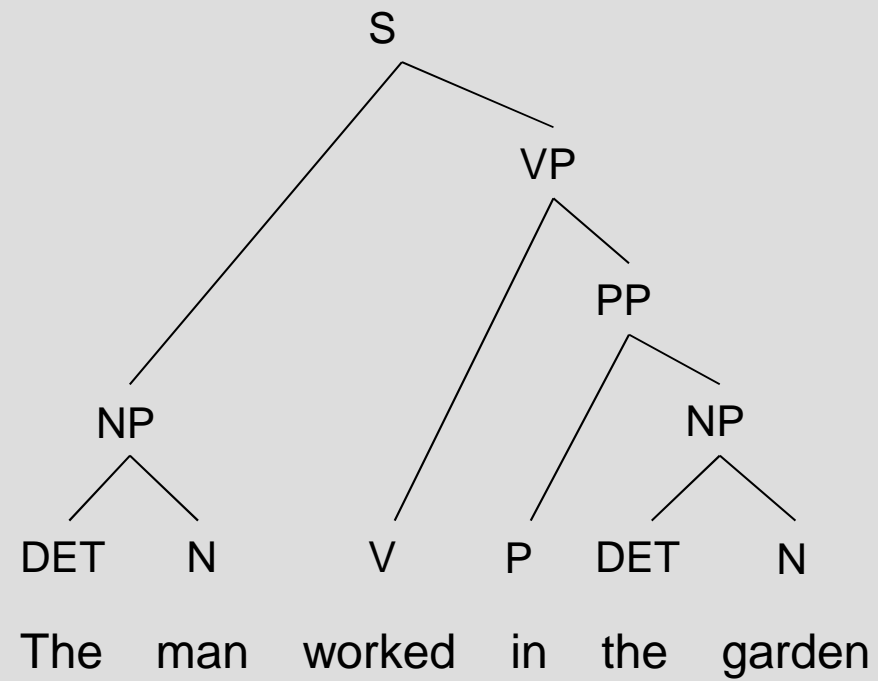 S
VP
PP
NP NP
DET N V P DET N
The man worked in the garden